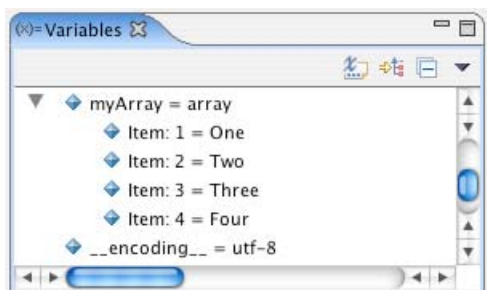 (x)= Variables
myArray = array
Item: 1 = One
Item: 2 = Two
Item: 3 = Three
Item: 4 = Four
__encoding__ = utf-8